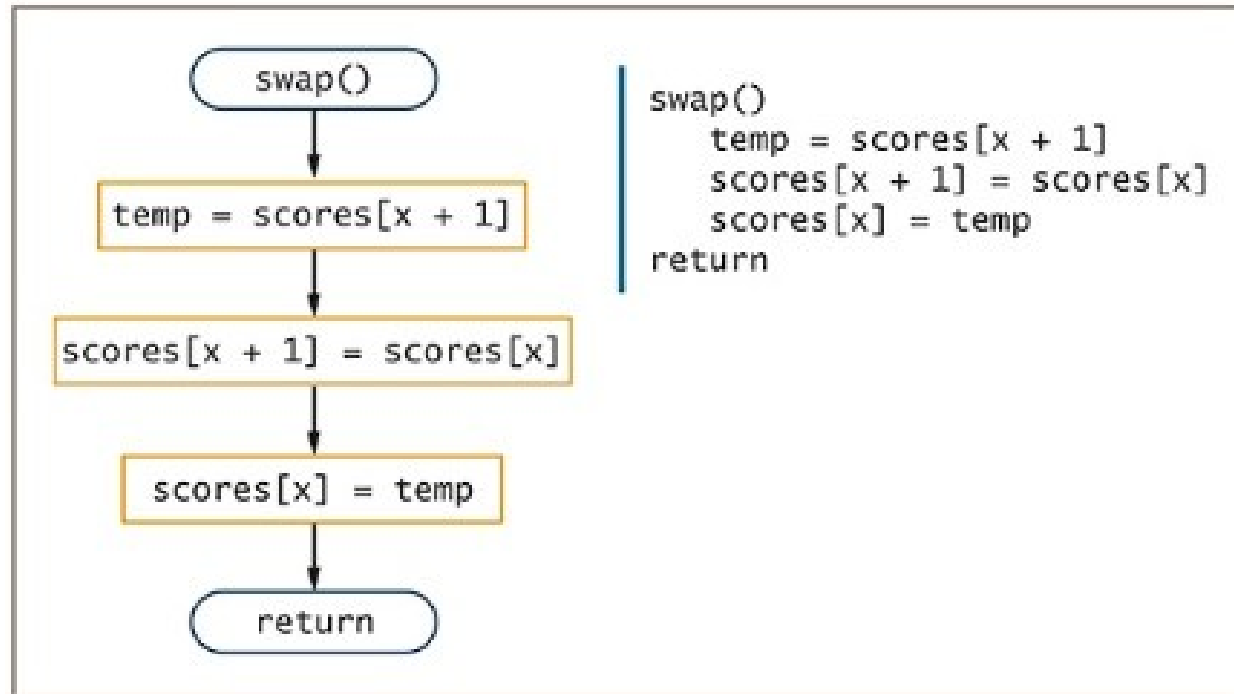 swap()
temp = scores[x + 1]
scores[x + 1] = scores[x]
scores[x] = temp
return
swap()
temp = scores[x + 1]
scores[x + 1] = scores[x]
scores[x] = temp
return